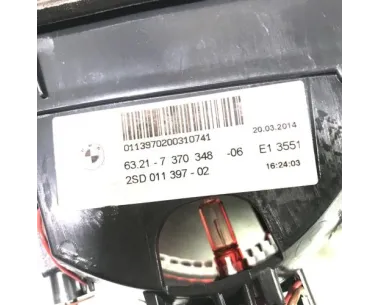 0113970200310741 20.03.2014
63.21- 7 370 348 -06 E1 3551
2SD 011 397 - 02 16:24:03